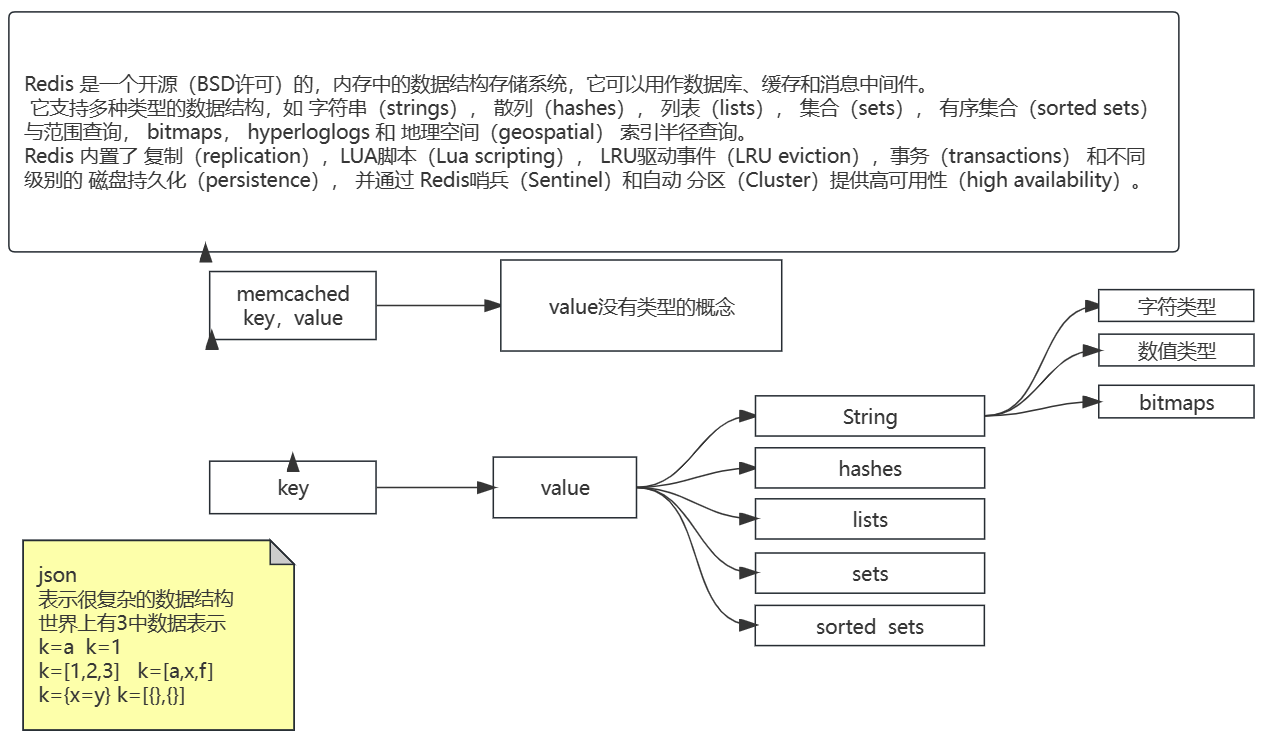 Redis 是一个开源（BSD许可）的，内存中的数据结构存储系统，它可以用作数据库、缓存和消息中间件。
它支持多种类型的数据结构，如 字符串（strings）， 散列（hashes）， 列表（lists）， 集合（sets）， 有序集合（sorted sets）
与范围查询， bitmaps， hyperloglogs 和 地理空间（geospatial） 索引半径查询。
Redis 内置了 复制（replication），LUA脚本（Lua scripting）， LRU驱动事件（LRU eviction），事务（transactions） 和不同
级别的 磁盘持久化（persistence）， 并通过 Redis哨兵（Sentinel）和自动 分区（Cluster）提供高可用性（high availability）。
memcached
key，value
value没有类型的概念
字符类型
数值类型
bitmaps
String
hashes
key
value
lists
sets
sorted sets
json
表示很复杂的数据结构
世界上有3中数据表示
k=a k=1
k=[1,2,3] k=[a,x,f]
k={x=y} k=[{},{}]